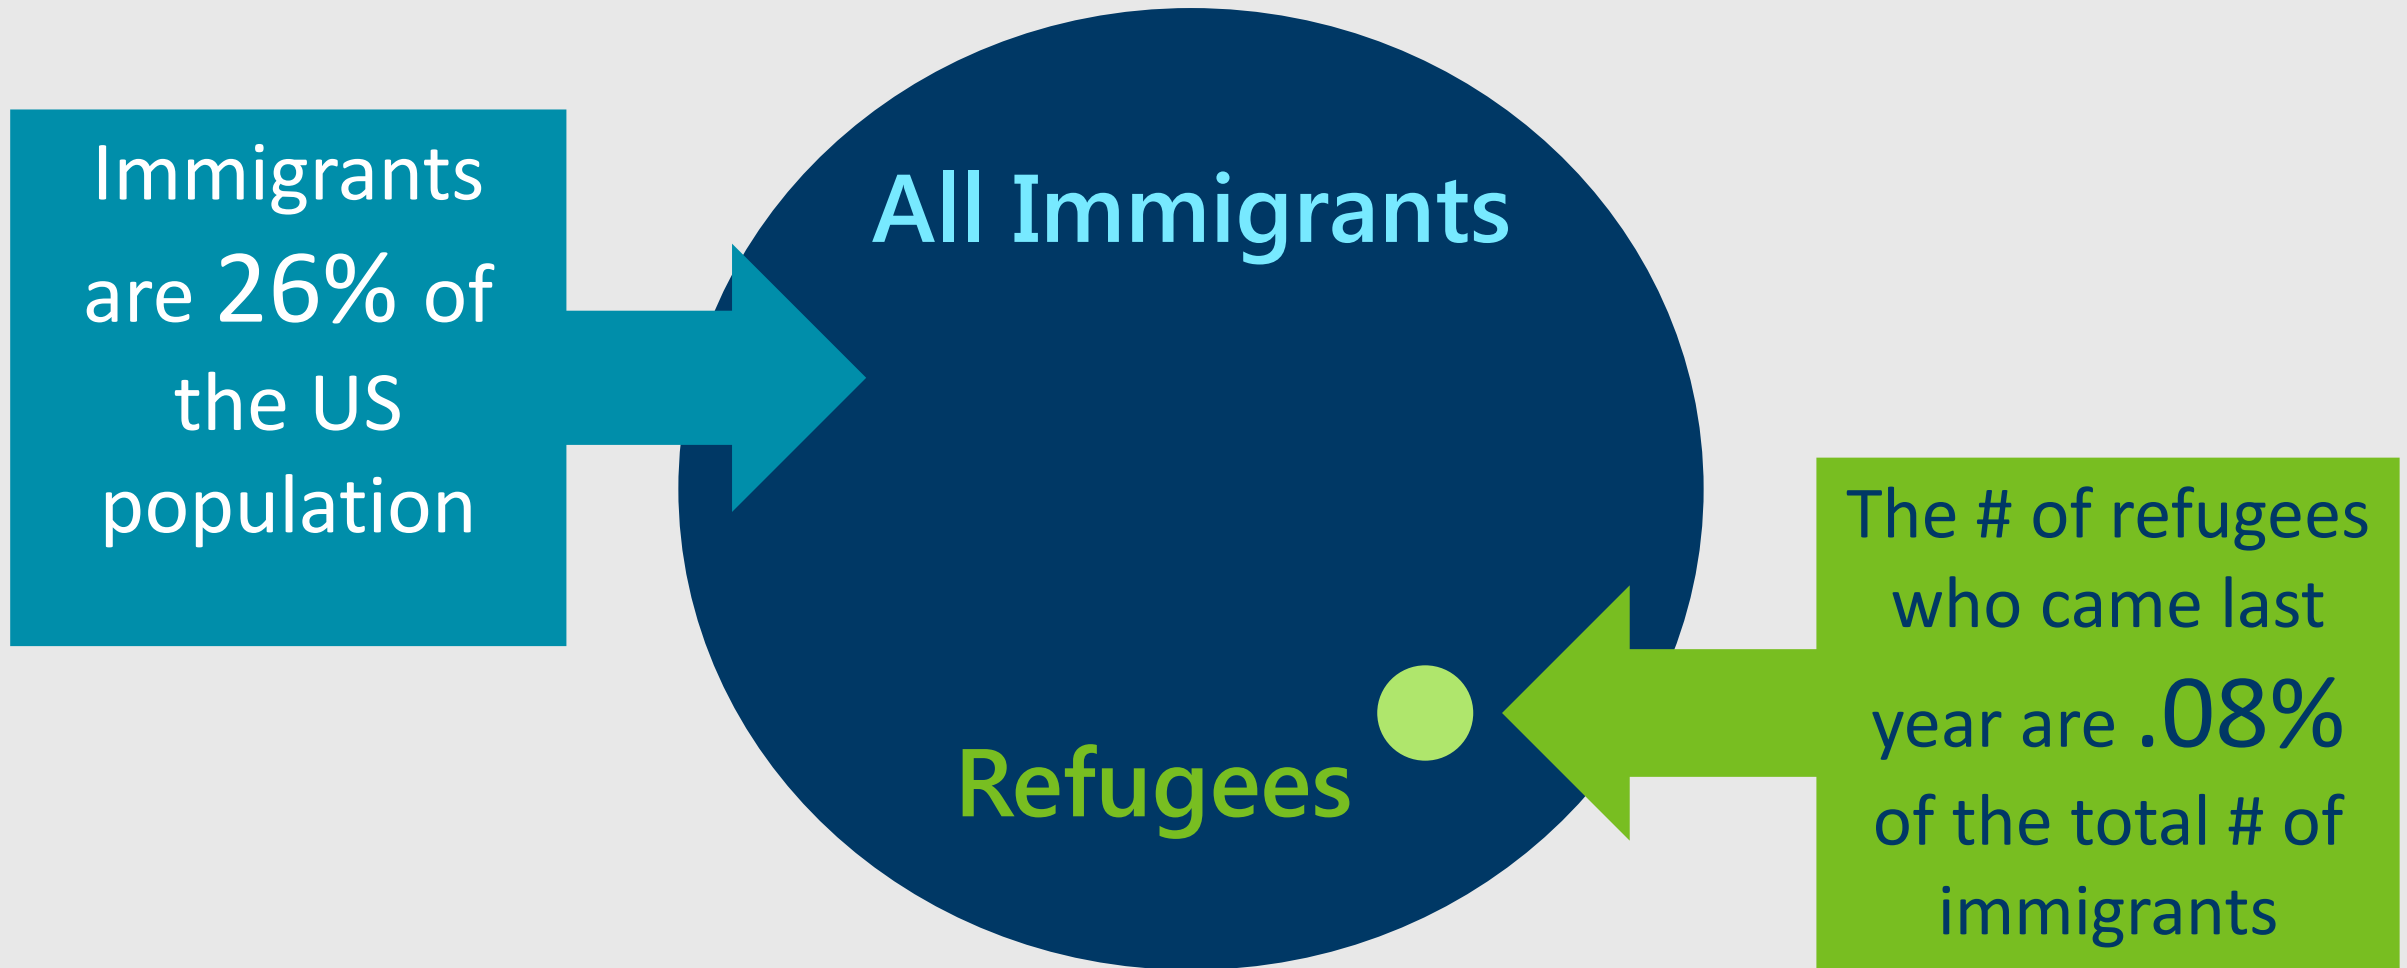 Immigrants
are 26% of
the US
population
All Immigrants
Refugees
The # of refugees
who came last
year are .08%
of the total # of
immigrants